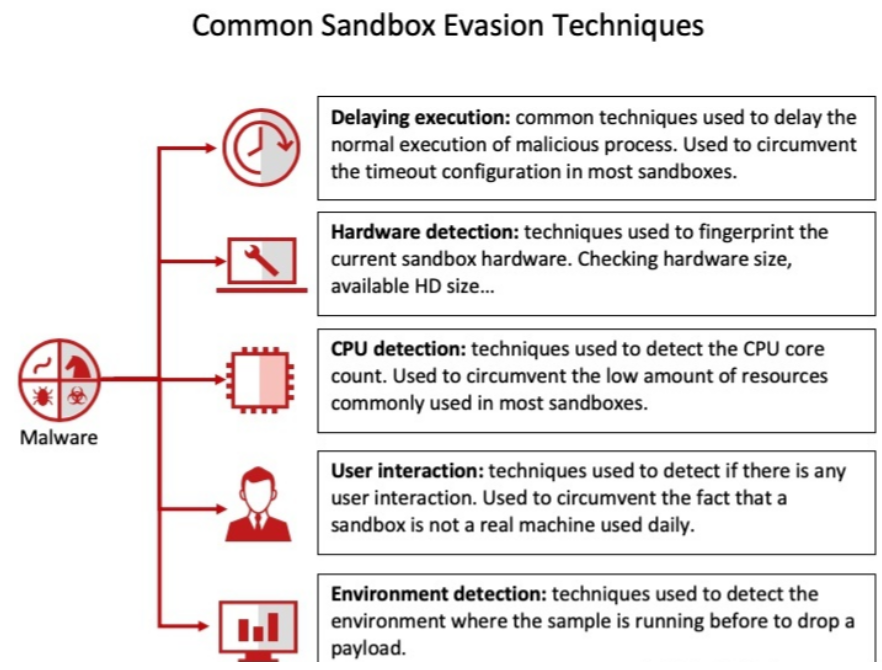 Common Sandbox Evasion Techniques
Delaying execution: common techniques used to delay the
normal execution of malicious process. Used to circumvent
the timeout configuration in most sandboxes.
Hardware detection: techniques used to fingerprint the
current sandbox hardware. Checking hardware size,
available HD size...
CPU detection: techniques used to detect the CPU core
count. Used to circumvent the low amount of resources
commonly used in most sandboxes.
Malware
User interaction: techniques used to detect if there is any
user interaction. Used to circumvent the fact that a
sandbox is not a real machine used daily.
Environment detection: techniques used to detect the
environment where the sample is running before to drop a
payload.